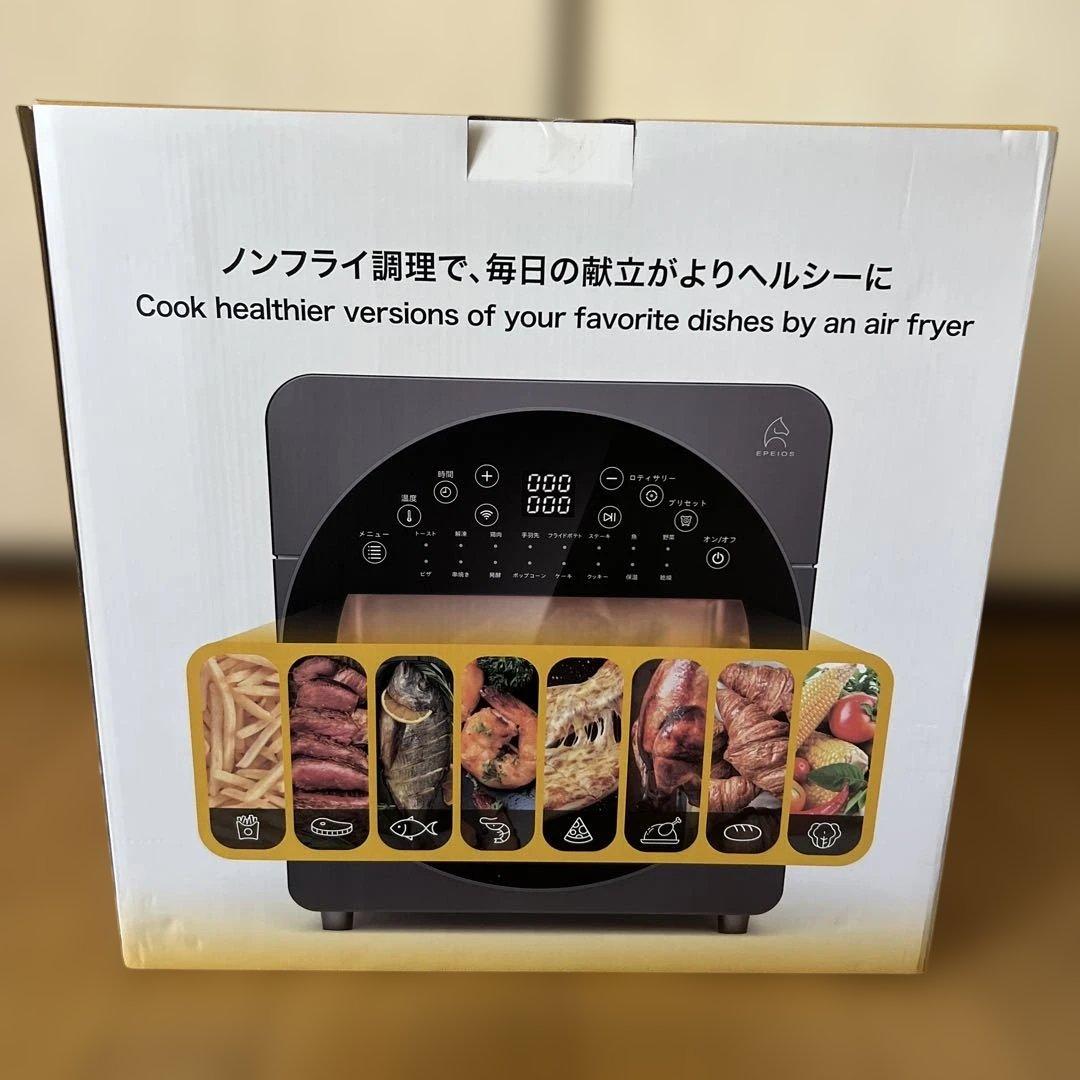 ノンフライ調理で、毎日の献立がよりヘルシーに
Cook healthier versions of your favorite dishes by an air fryer
EPEIOS
時間
000
000
ロティサリー
温度
プリセット
メニュー
トースト 解凍 鶏肉 手羽先 フライドポテト ステーキ 魚 野菜
オン/オフ
ピザ 串焼き 発酵 ポップコーン ケーキ クッキー 保温 乾燥